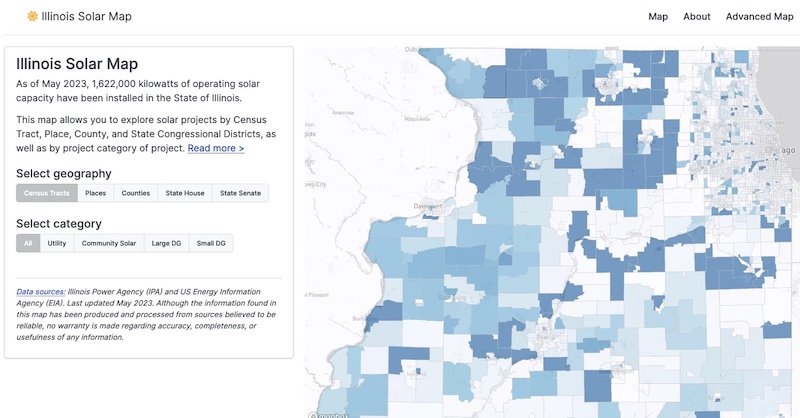 Illinois Solar Map
Map About Advanced Map
Illinois Solar Map
As of May 2023, 1,622,000 kilowatts of operating solar
capacity have been installed in the State of Illinois.
This map allows you to explore solar projects by Census
Tract, Place, County, and State Congressional Districts, as
well as by project category of project. Read more >
Select geography
Census Tracts Places Counties State House State Senate
Select category
All Utility Community Solar Large DG Small DG
Data sources: Illinois Power Agency (IPA) and US Energy Information
Agency (EIA). Last updated May 2023. Although the information found in
this map has been produced and processed from sources believed to be
reliable, no warranty is made regarding accuracy, completeness, or
usefulness of any information.
Anamosa
Maquoketa
ago
Peoria
mapbox